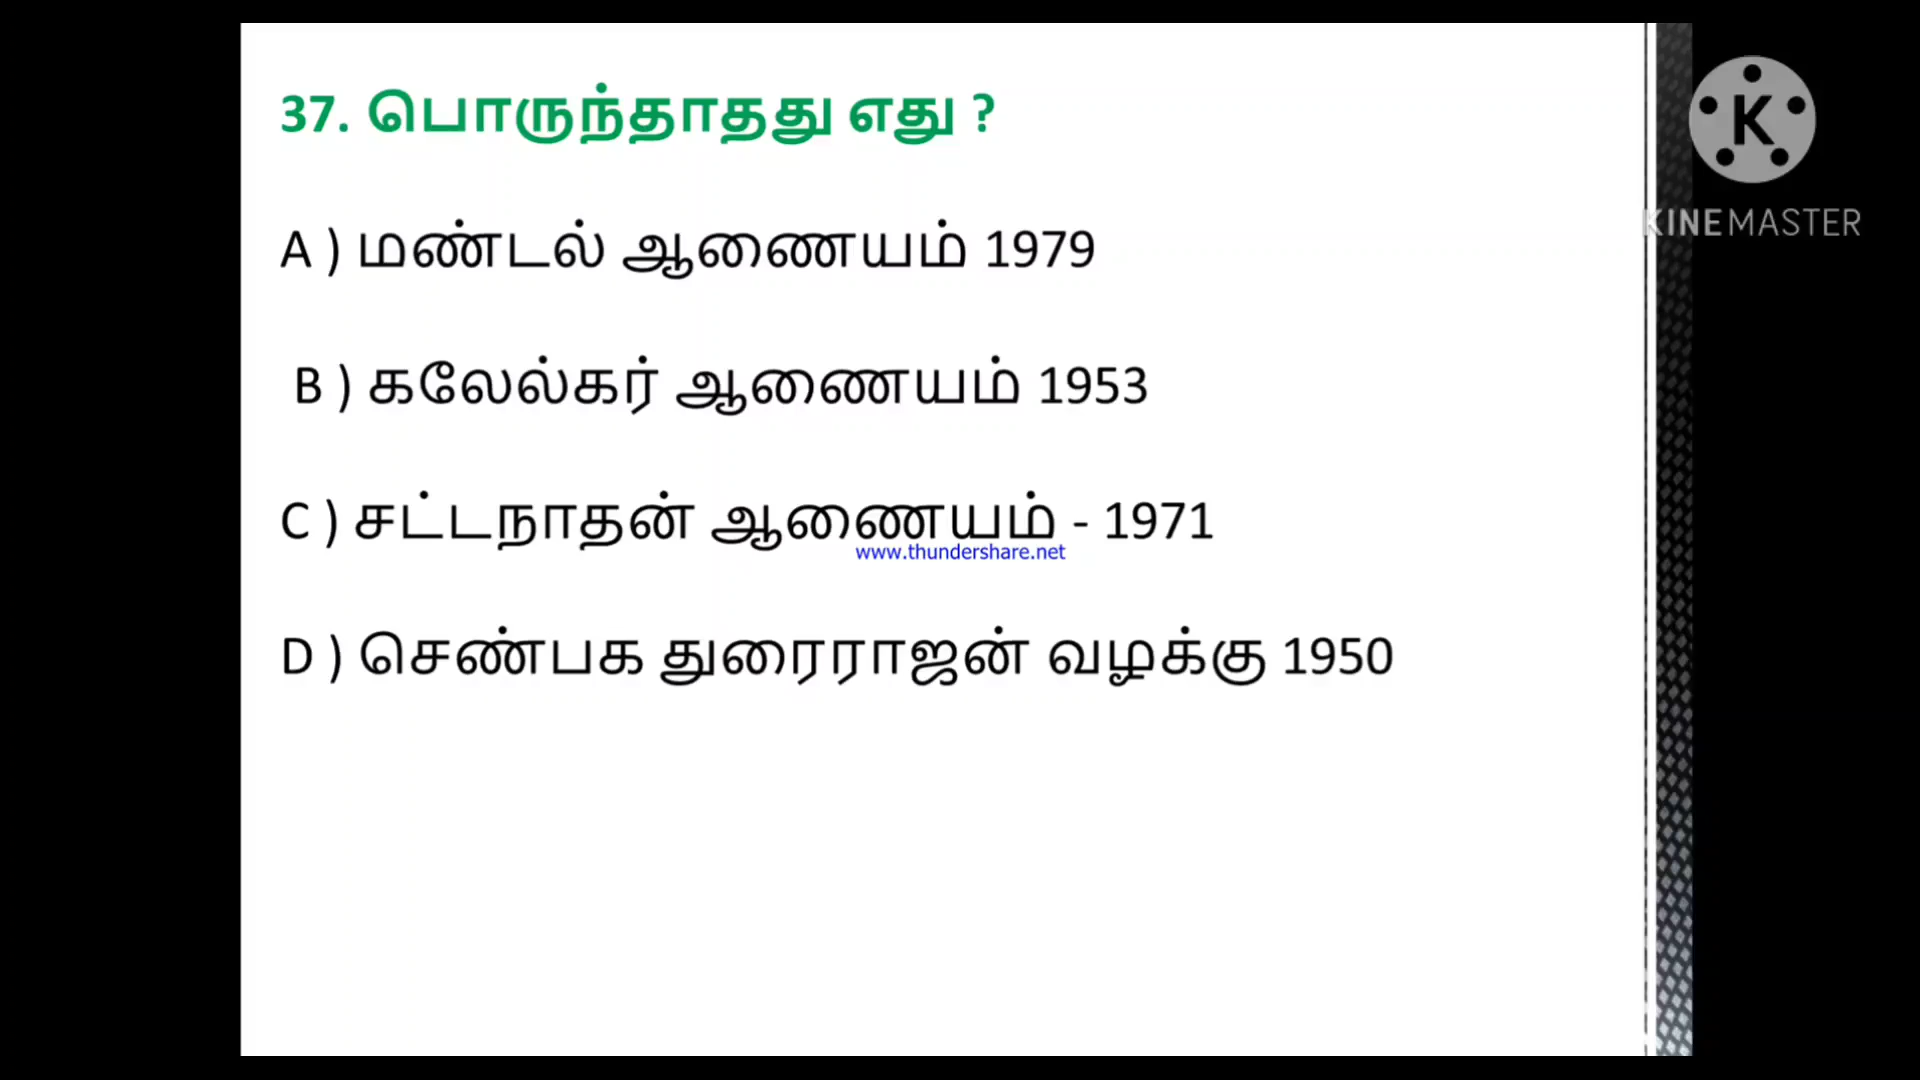 37. பொருந்தாதது எது ?
A ) மண்டல் ஆணையம் 1979
B ) கலேல்கர் ஆணையம் 1953
C ) சட்டநாதன் ஆணையம் - 1971
www.thundershare.net
D ) செண்பக துரைராஜன் வழக்கு 1950
K
KINEMASTER